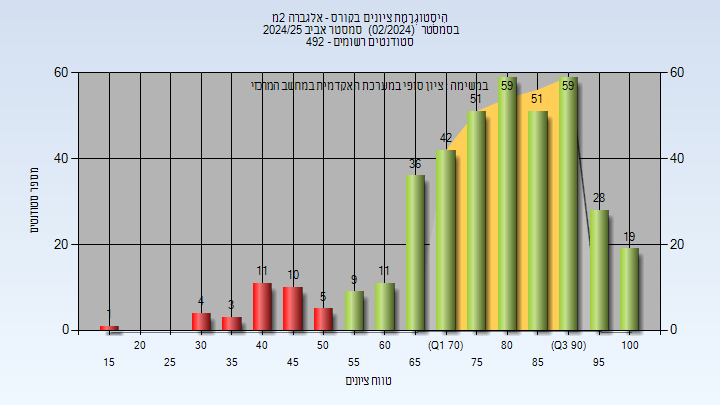 היסטוגרמת ציונים בקורס - אלגברה 2מ
בסמסטר (02/2024) סמסטר אביב 2024/25
סטודנטים רשומים - 492
במשימה : ציון סופי במערכת האקדמית במחשב המרכזי
60 60
40 40
20 20
0 0
מספר סטודנטים
1 4 3 11 10 5 9 11 36 42 51 59 51 59 28 19
20 30 40 50 60 (Q1 70) 80 (Q3 90) 100
15 25 35 45 55 65 75 85 95
טווח ציונים